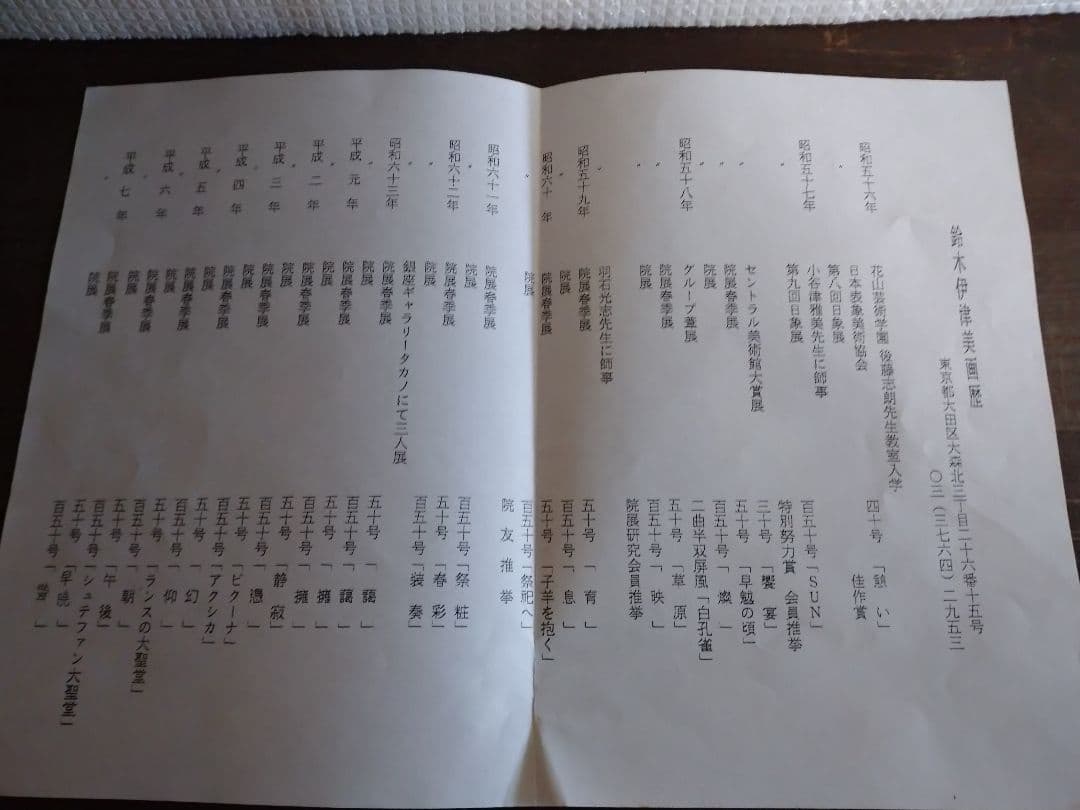 鈴木伊津美画歴
東京都大田区大森北三丁目二十六番十五号
〇三(三七六四)二九五三
昭和五十六年 花山芸術学園 後藤志朗先生教室入学
日本表象美術協会
〃 第八回日象展 四十号「憩い」 佳作賞
昭和五十七年 小谷津雅美先生に師事
〃 第九回日象展 百五十号「SUN」
特別努力賞 会員推挙
〃 セントラル美術館大賞展 三十号「饗宴」
〃 院展春季展 五十号「早勉の頃」
〃 院展 百五十号「燦」
昭和五十八年 グループ葦展 二曲半双屏風「白孔雀」
〃 院展春季展 五十号「草原」
〃 院展 百五十号「映」
院展研究会員推挙
羽石光志先生に師事
昭和五十九年 院展春季展 五十号「育」
院展 百五十号「息」
昭和六十年 院展春季展 五十号「子羊を抱く」
〃 院展 百五十号「祭祀へ」
院友推挙
昭和六十一年 院展春季展
〃 院展 百五十号「祭粧」
昭和六十二年 院展春季展 五十号「春彩」
〃 院展 百五十号「装奏」
銀座ギャラリータカノにて三人展
昭和六十三年 院展春季展 五十号「謁」
〃 院展 百五十号「謁」
平成元年 院展春季展 五十号「擁」
〃 院展 百五十号「擁」
平成二年 院展春季展 五十号「静寂」
〃 院展 百五十号「憑」
平成三年 院展春季展 五十号「ビクーナ」
〃 院展 百五十号「アクシカ」
平成四年 院展春季展 五十号「幻」
〃 院展 百五十号「仰」
平成五年 院展春季展 五十号「ランスの大聖堂」
〃 院展 百五十号「朝」
平成六年 院展春季展 五十号「午後」
〃 院展 百五十号「シュテファン大聖堂」
平成七年 院展春季展 五十号「早暁」
〃 院展 百五十号